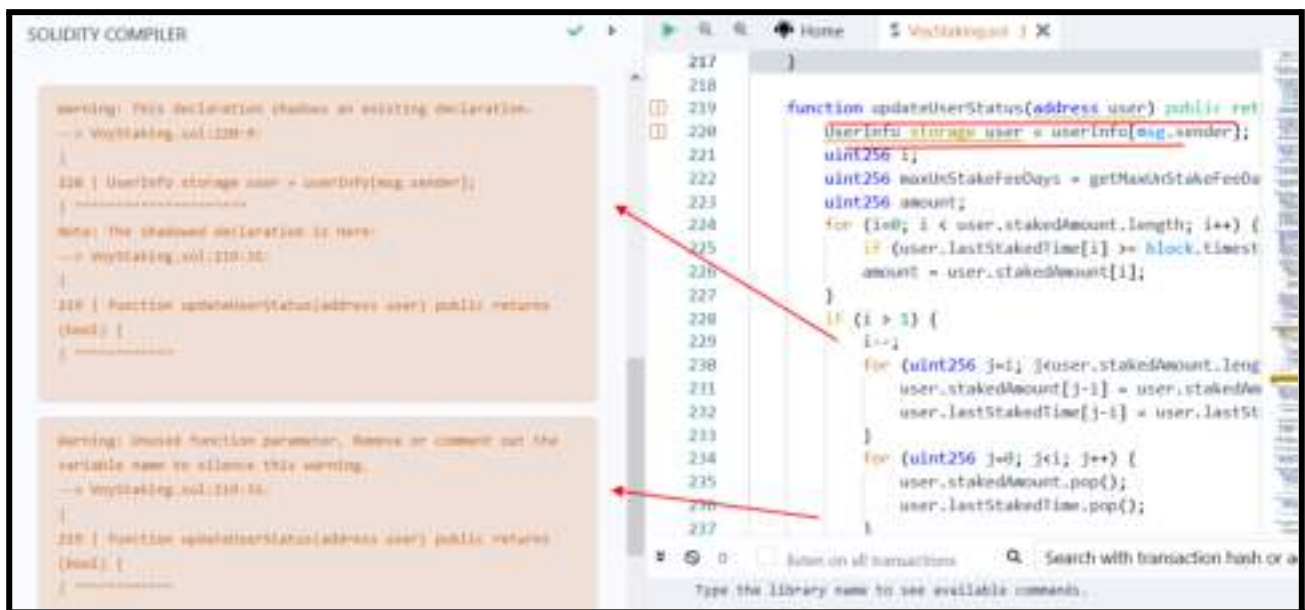 SOLIDITY COMPILER
Warning: This declaration shadows an existing declaration.
--> VoyStaking.sol:220:9:
|
220 | UserInfo storage user = userInfo[msg.sender];
| ^^^^^^^^^^^^^^^^^^^^^
Note: The shadowed declaration is here:
--> VoyStaking.sol:219:31:
|
219 | function updateUserStatus(address user) public returns
(bool) {
| ^^^^^^^^^^^^
Warning: Unused function parameter. Remove or comment out the
variable name to silence this warning.
--> VoyStaking.sol:219:31:
|
219 | function updateUserStatus(address user) public returns
(bool) {
| ^^^^^^^^^^^^
Home VoyStaking.sol 3
217 }
218
219 function updateUserStatus(address user) public ret
220 UserInfo storage user = userInfo[msg.sender];
221 uint256 i;
222 uint256 maxUnStakeFeeDays = getMaxUnStakeFeeDa
223 uint256 amount;
224 for (i=0; i < user.stakedAmount.length; i++) {
225 if (user.lastStakedTime[i] >= block.timest
226 amount = user.stakedAmount[i];
227 }
228 if (i > 1) {
229 i--;
230 for (uint256 j=i; j<user.stakedAmount.leng
231 user.stakedAmount[j-i] = user.stakedAm
232 user.lastStakedTime[j-i] = user.lastSt
233 }
234 for (uint256 j=0; j<i; j++) {
235 user.stakedAmount.pop();
236 user.lastStakedTime.pop();
237 }
0 listen on all transactions Search with transaction hash or a
Type the library name to see available commands.